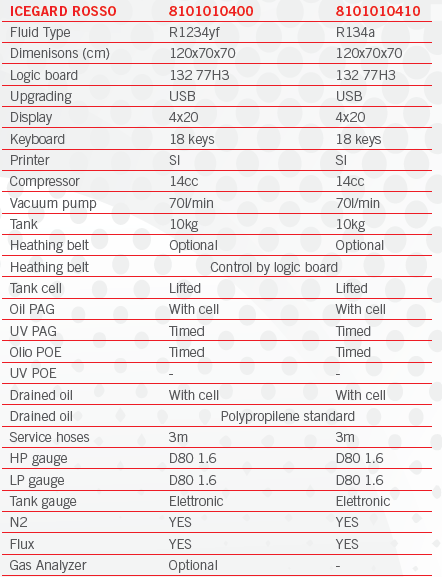 ICEGARD ROSSO 8101010400 8101010410
Fluid Type R1234yf R134a
Dimenisons (cm) 120x70x70 120x70x70
Logic board 132 77H3 132 77H3
Upgrading USB USB
Display 4x20 4x20
Keyboard 18 keys 18 keys
Printer SI SI
Compressor 14cc 14cc
Vacuum pump 70l/min 70l/min
Tank 10kg 10kg
Heathing belt Optional Optional
Heathing belt Control by logic board
Tank cell Lifted Lifted
Oil PAG With cell With cell
UV PAG Timed Timed
Olio POE Timed Timed
UV POE - -
Drained oil With cell With cell
Drained oil Polypropilene standard
Service hoses 3m 3m
HP gauge D80 1.6 D80 1.6
LP gauge D80 1.6 D80 1.6
Tank gauge Elettronic Elettronic
N2 YES YES
Flux YES YES
Gas Analyzer Optional -